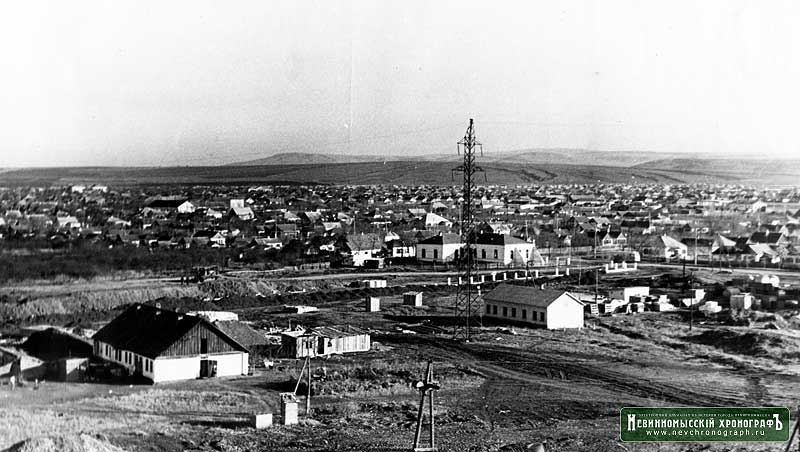 Невинномысскій хронографЪ
www.nevchronograph.ru